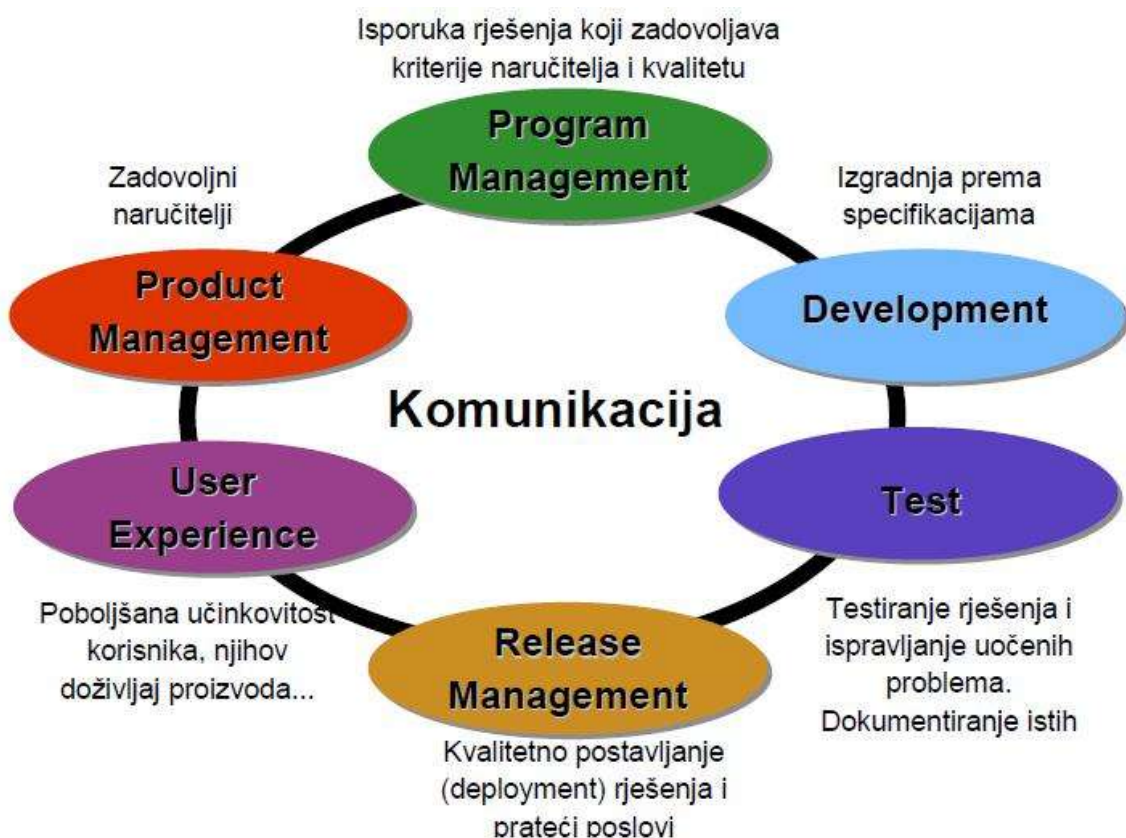 Isporuka rješenja koji zadovoljava
kriterije naručitelja i kvalitetu
Program
Management
Zadovoljni
naručitelji
Izgradnja prema
specifikacijama
Product
Management
Development
Komunikacija
User
Experience
Test
Poboljšana učinkovitost
korisnika, njihov
doživljaj proizvoda...
Release
Management
Testiranje rješenja i
ispravljanje uočenih
problema.
Dokumentiranje istih
Kvalitetno postavljanje
(deployment) rješenja i
prateći poslovi